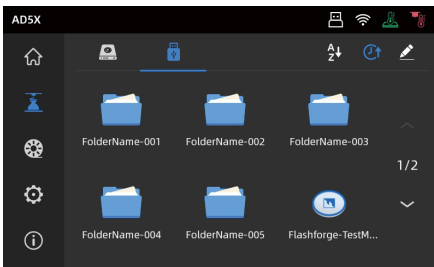 AD5X
A
Z
FolderName-001 FolderName-002 FolderName-003
1/2
FolderName-004 FolderName-005 Flashforge-TestM...